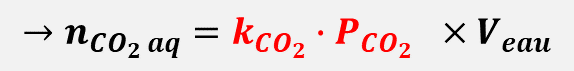 → n_{CO₂ aq} = k_{CO₂} · P_{CO₂} × V_{eau}